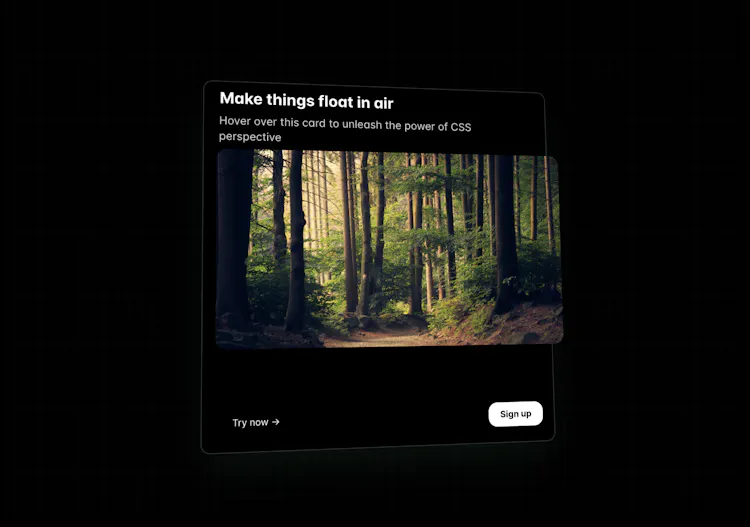 Make things float in air
Hover over this card to unleash the power of CSS
perspective
Try now →
Sign up